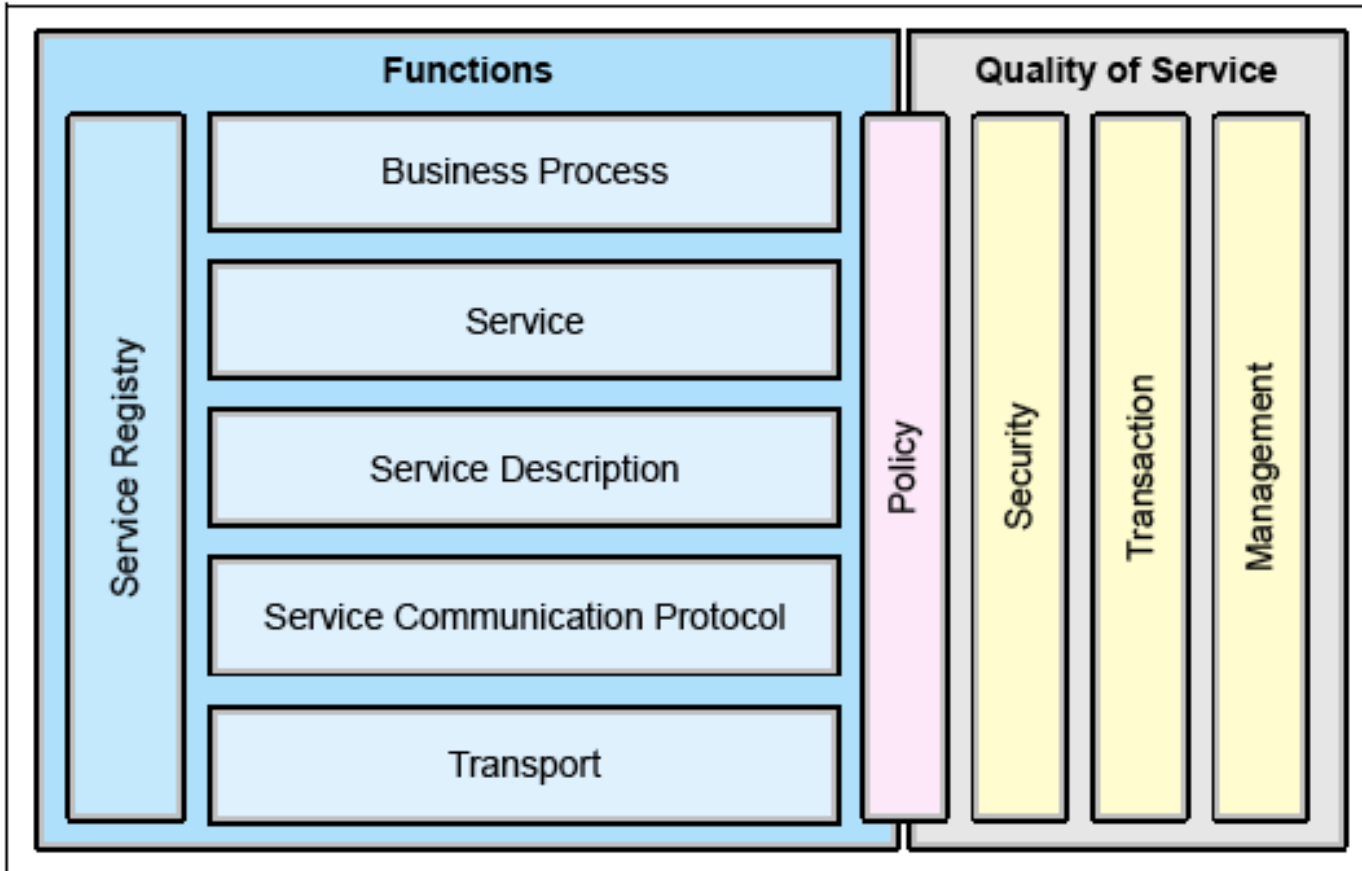 Functions
Quality of Service
Service Registry
Business Process
Service
Service Description
Service Communication Protocol
Transport
Policy
Security
Transaction
Management